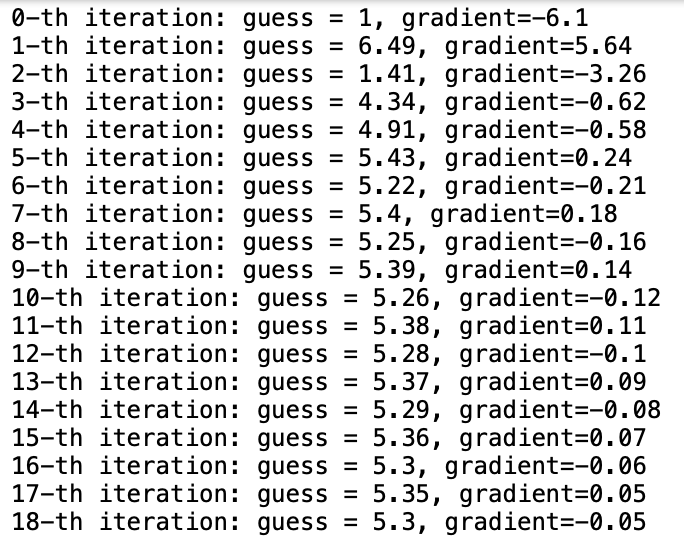 0-th iteration: guess = 1, gradient=-6.1
1-th iteration: guess = 6.49, gradient=5.64
2-th iteration: guess = 1.41, gradient=-3.26
3-th iteration: guess = 4.34, gradient=-0.62
4-th iteration: guess = 4.91, gradient=-0.58
5-th iteration: guess = 5.43, gradient=0.24
6-th iteration: guess = 5.22, gradient=-0.21
7-th iteration: guess = 5.4, gradient=0.18
8-th iteration: guess = 5.25, gradient=-0.16
9-th iteration: guess = 5.39, gradient=0.14
10-th iteration: guess = 5.26, gradient=-0.12
11-th iteration: guess = 5.38, gradient=0.11
12-th iteration: guess = 5.28, gradient=-0.1
13-th iteration: guess = 5.37, gradient=0.09
14-th iteration: guess = 5.29, gradient=-0.08
15-th iteration: guess = 5.36, gradient=0.07
16-th iteration: guess = 5.3, gradient=-0.06
17-th iteration: guess = 5.35, gradient=0.05
18-th iteration: guess = 5.3, gradient=-0.05